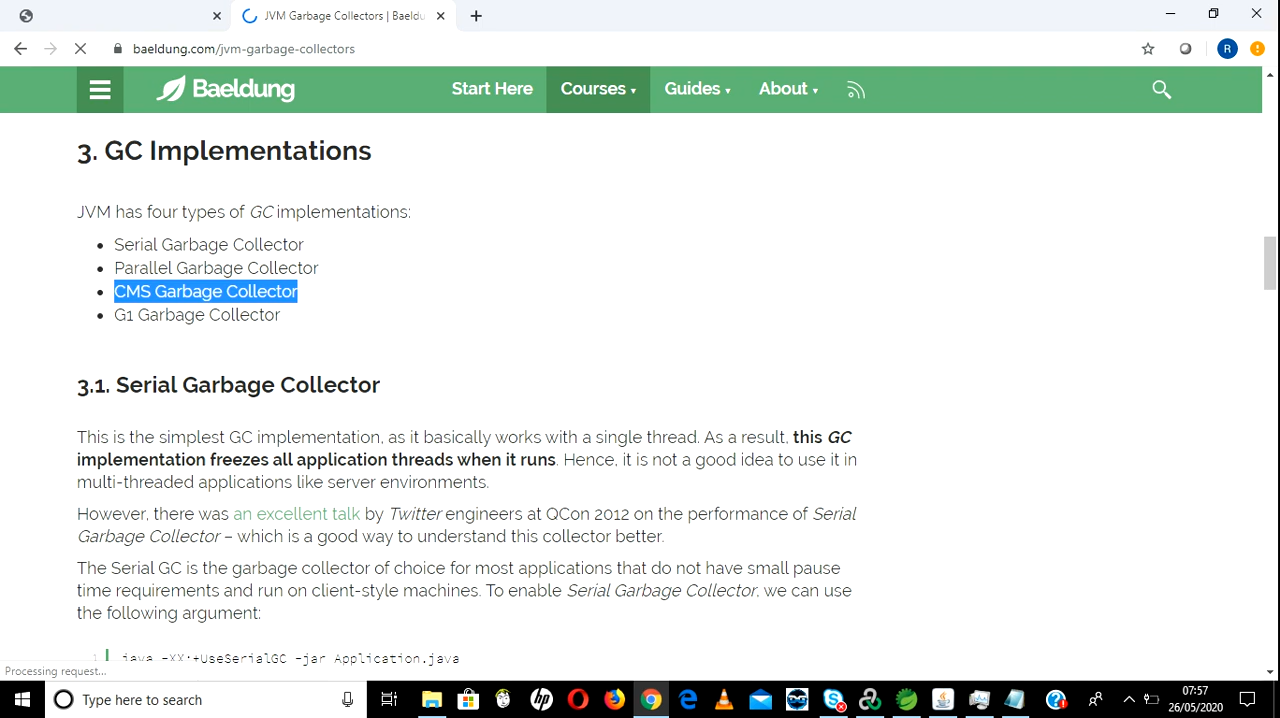 JVM Garbage Collectors | Baeldu
baeldung.com/jvm-garbage-collectors
R
Baeldung
Start Here Courses Guides About
3. GC Implementations
JVM has four types of GC implementations:
• Serial Garbage Collector
• Parallel Garbage Collector
• CMS Garbage Collector
• G1 Garbage Collector
3.1. Serial Garbage Collector
This is the simplest GC implementation, as it basically works with a single thread. As a result, this GC
implementation freezes all application threads when it runs. Hence, it is not a good idea to use it in
multi-threaded applications like server environments.
However, there was an excellent talk by Twitter engineers at QCon 2012 on the performance of Serial
Garbage Collector – which is a good way to understand this collector better.
The Serial GC is the garbage collector of choice for most applications that do not have small pause
time requirements and run on client-style machines. To enable Serial Garbage Collector, we can use
the following argument:
1 java -XX:+UseSerialGC -jar Application.java
Processing request...
Type here to search
hp
07:57
26/05/2020